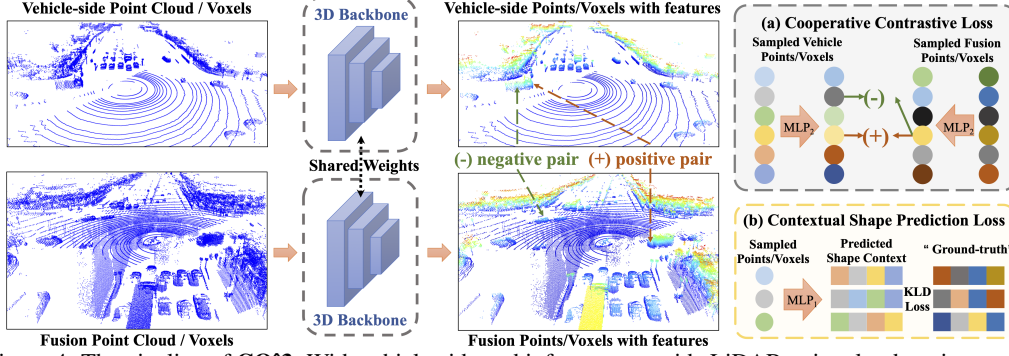 Vehicle-side Point Cloud / Voxels
3D Backbone
Vehicle-side Points/Voxels with features
Shared Weights
(-) negative pair
(+) positive pair
3D Backbone
Fusion Point Cloud / Voxels
Fusion Points/Voxels with features
(a) Cooperative Contrastive Loss
Sampled Vehicle
Points/Voxels
Sampled Fusion
Points/Voxels
MLP2
(-)
(+)
MLP2
(b) Contextual Shape Prediction Loss
Sampled
Points/Voxels
Predicted
Shape Context
“ Ground-truth”
MLP1
KLD
Loss